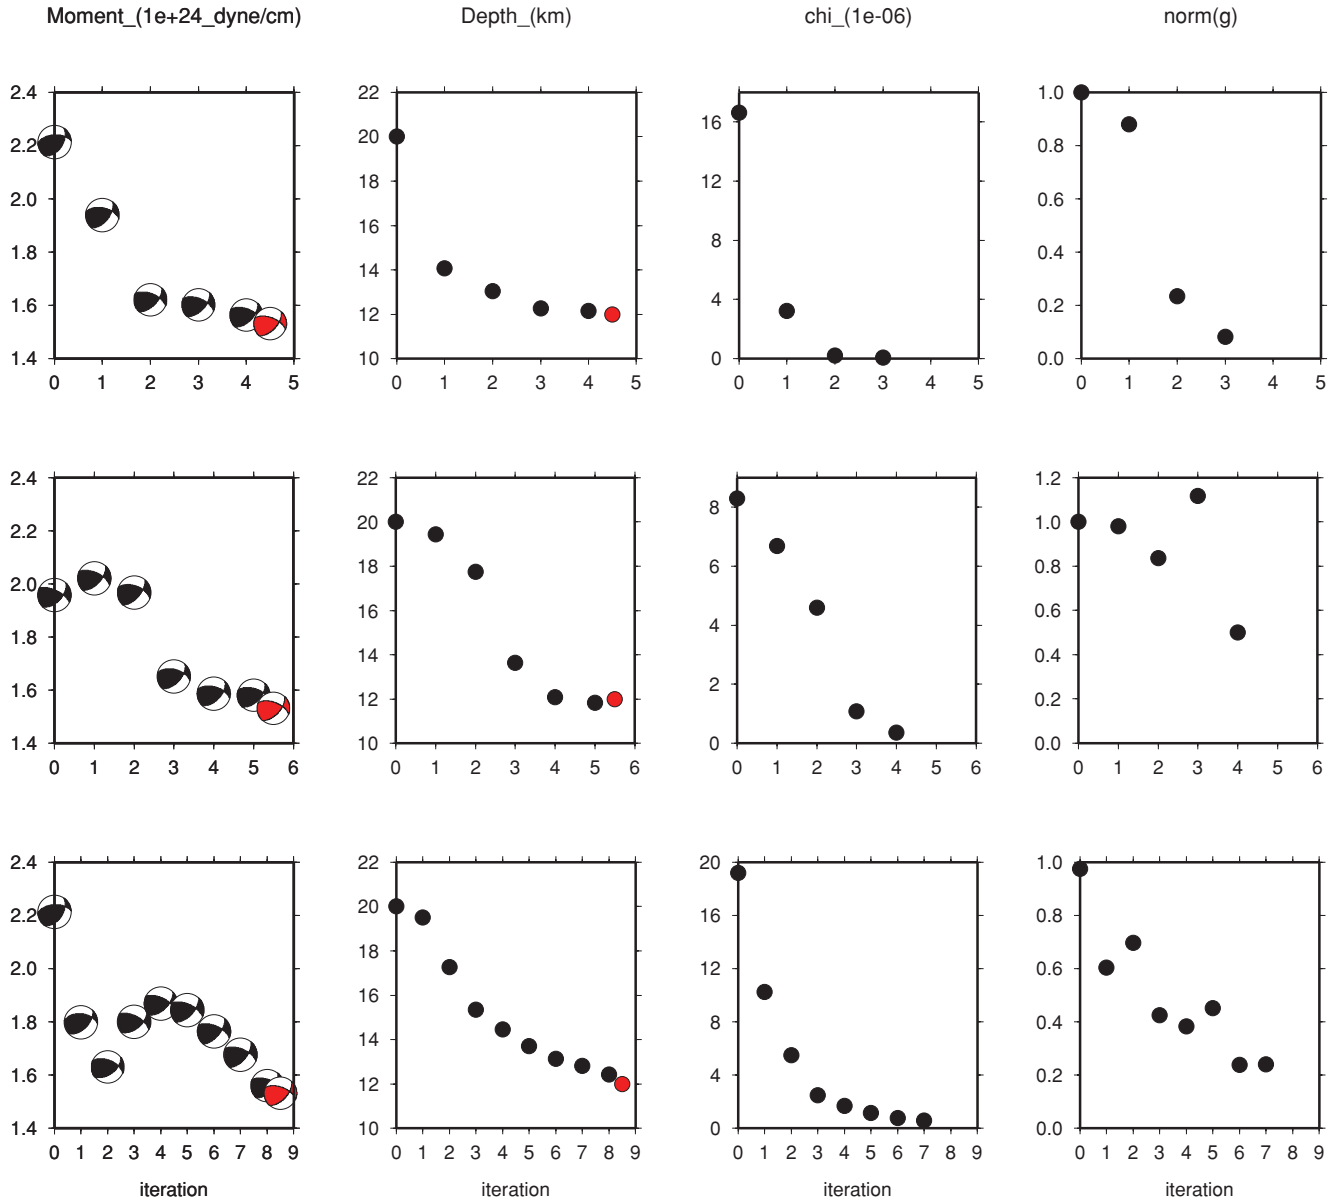 Moment_(1e+24_dyne/cm) Depth_(km) chi_(1e-06) norm(g)
2.4 22 16 1.0
2.2 20 12 0.8
2.0 18 8 0.6
1.8 16 4 0.4
1.6 14 0 0.2
1.4 12 0.0
10
0 1 2 3 4 5 0 1 2 3 4 5 0 1 2 3 4 5 0 1 2 3 4 5
2.4 22 8 1.2
2.2 20 6 1.0
2.0 18 4 0.8
1.8 16 2 0.6
1.6 14 0 0.4
1.4 12 0.2
10 0.0
0 1 2 3 4 5 6 0 1 2 3 4 5 6 0 1 2 3 4 5 6 0 1 2 3 4 5 6
2.4 22 20 1.0
2.2 20 16 0.8
2.0 18 12 0.6
1.8 16 8 0.4
1.6 14 4 0.2
1.4 12 0 0.0
10
0 1 2 3 4 5 6 7 8 9 0 1 2 3 4 5 6 7 8 9 0 1 2 3 4 5 6 7 8 9 0 1 2 3 4 5 6 7 8 9
iteration iteration iteration iteration